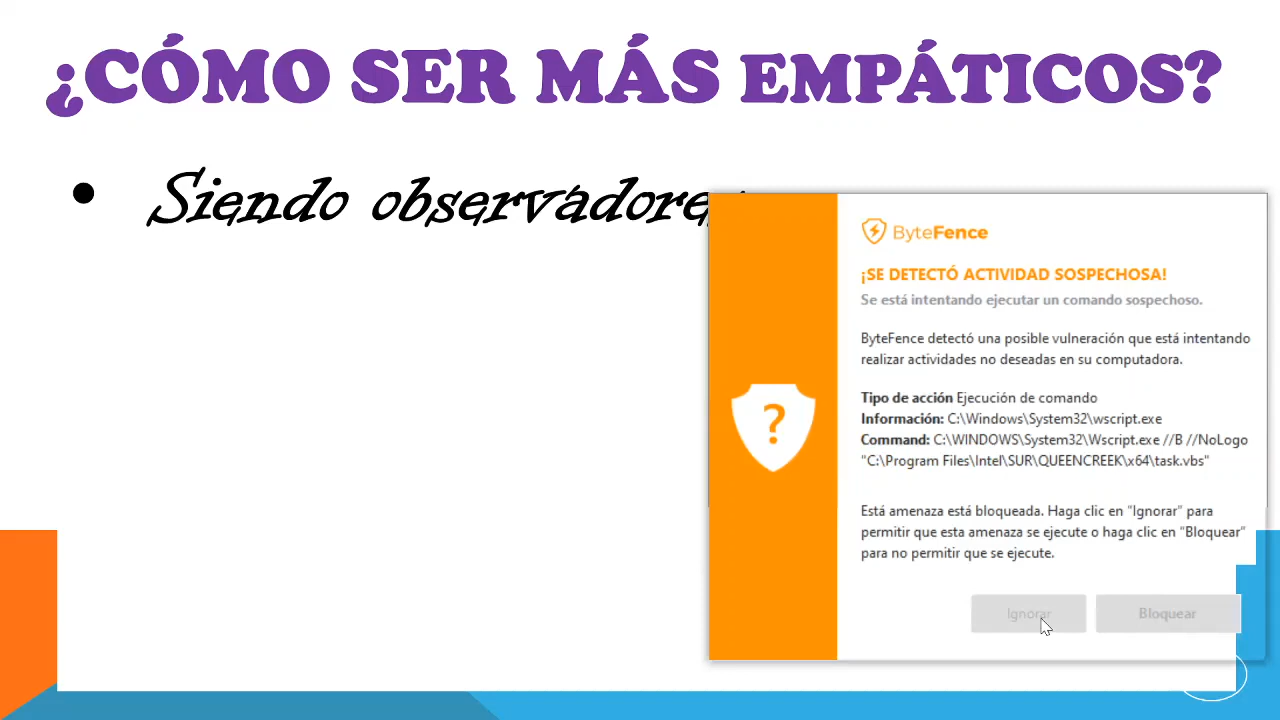 ¿CÓMO SER MÁS EMPÁTICOS?
• Siendo observadores
ByteFence
¡SE DETECTÓ ACTIVIDAD SOSPECHOSA!
Se está intentando ejecutar un comando sospechoso.
ByteFence detectó una posible vulneración que está intentando
realizar actividades no deseadas en su computadora.
Tipo de acción Ejecución de comando
Información: C:\Windows\System32\wscript.exe
Command: C:\WINDOWS\System32\Wscript.exe //B //NoLogo
"C:\Program Files\Intel\SUR\QUEENCREEK\x64\task.vbs"
Está amenaza está bloqueada. Haga clic en "Ignorar" para
permitir que esta amenaza se ejecute o haga clic en "Bloquear"
para no permitir que se ejecute.
Ignorar Bloquear